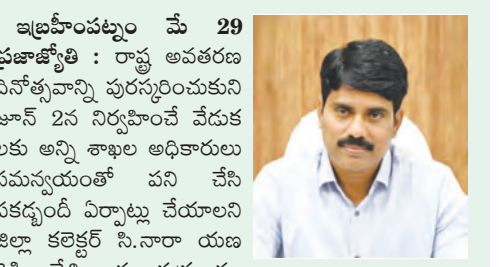 ఇబ్రహీంపట్నం మే 29
ప్రజాజ్యోతి : రాష్ట్ర అవతరణ
దినోత్సవాన్ని పురస్కరించుకుని
జూన్ 2న నిర్వహించే వేడుక
లకు అన్ని శాఖల అధికారులు
సమన్వయంతో పని చేసి
పకడ్బందీ ఏర్పాట్లు చేయాలని
జిల్లా కలెక్టర్ సి.నారా యణ